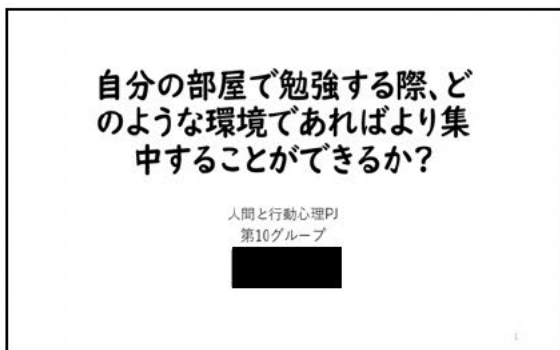 自分の部屋で勉強する際、ど
のような環境であればより集
中することができるか？
人間と行動心理PJ
第10グループ
1